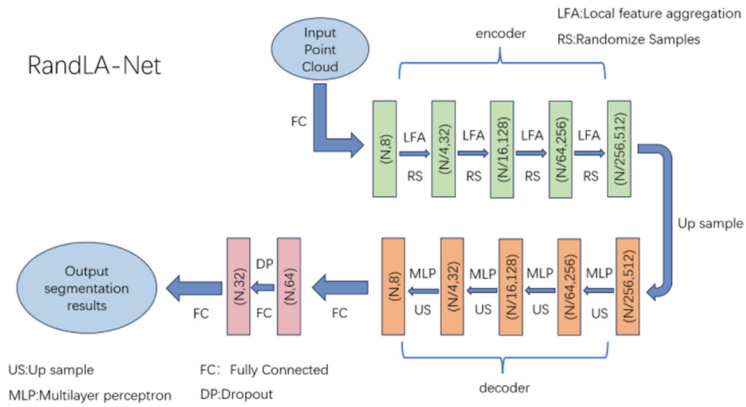 LFA:Local feature aggregation
RS:Randomize Samples
RandLA-Net
Input
Point
Cloud
encoder
FC
(N,8)
LFA
RS
(N/4,32)
LFA
RS
(N/16,128)
LFA
RS
(N/64,256)
LFA
RS
(N/256,512)
Up sample
Output
segmentation
results
FC
(N,32)
DP
FC
(N,64)
FC
(N,8)
MLP
US
(N/4,32)
MLP
US
(N/16,128)
MLP
US
(N/64,256)
MLP
US
(N/256,512)
decoder
US:Up sample
FC: Fully Connected
MLP:Multilayer perceptron
DP:Dropout